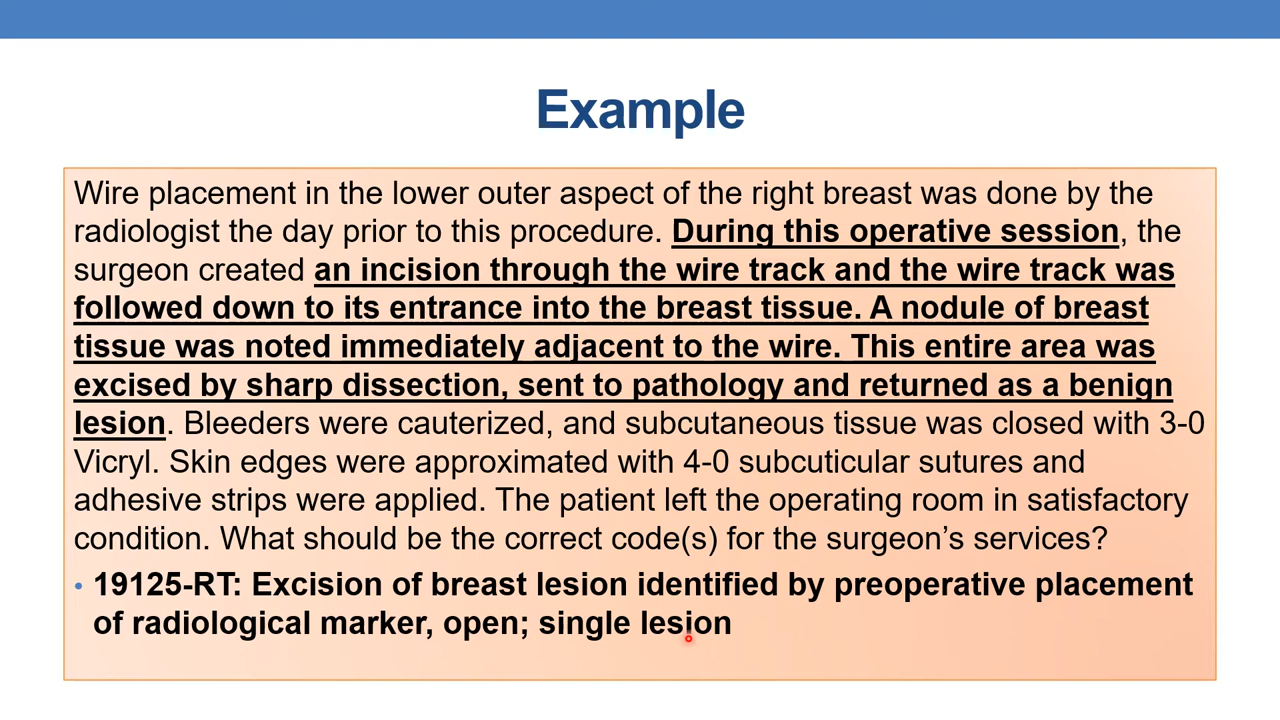 Example
Wire placement in the lower outer aspect of the right breast was done by the
radiologist the day prior to this procedure. During this operative session, the
surgeon created an incision through the wire track and the wire track was
followed down to its entrance into the breast tissue. A nodule of breast
tissue was noted immediately adjacent to the wire. This entire area was
excised by sharp dissection, sent to pathology and returned as a benign
lesion. Bleeders were cauterized, and subcutaneous tissue was closed with 3-0
Vicryl. Skin edges were approximated with 4-0 subcuticular sutures and
adhesive strips were applied. The patient left the operating room in satisfactory
condition. What should be the correct code(s) for the surgeon’s services?
• 19125-RT: Excision of breast lesion identified by preoperative placement
of radiological marker, open; single lesion